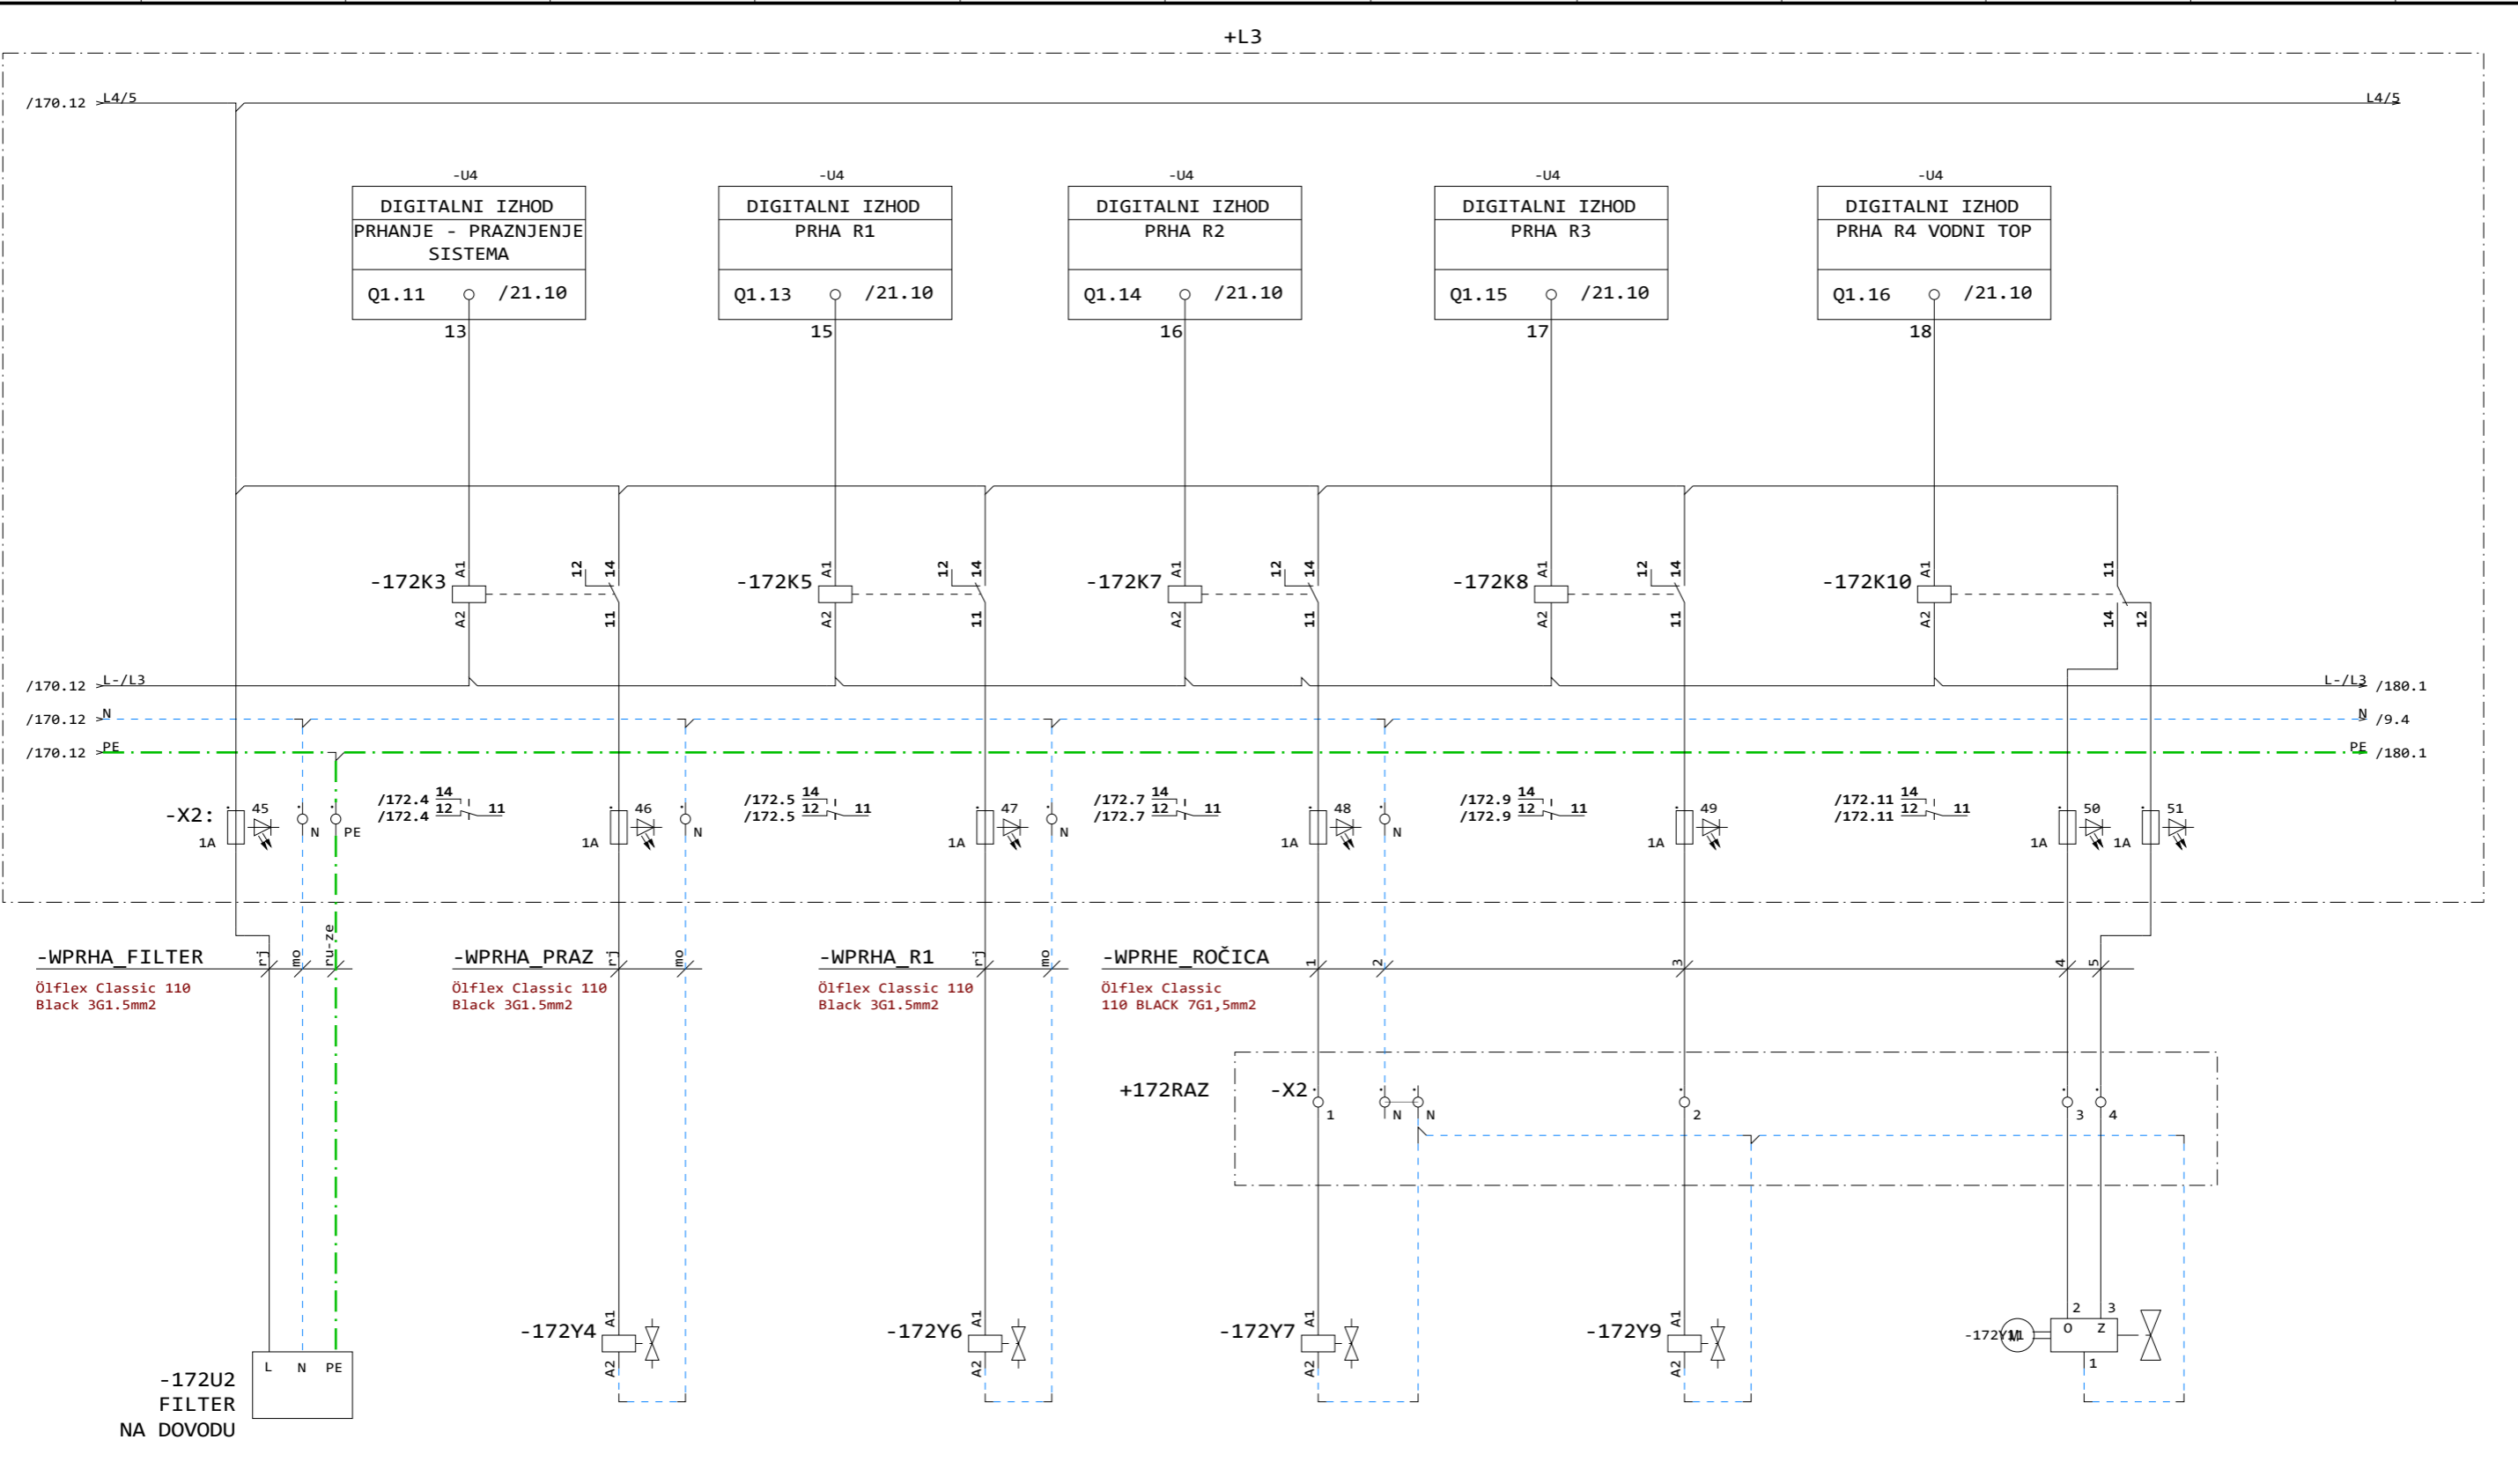 +L3
/170.12 L4/5 L4/5
-U4 -U4 -U4 -U4 -U4
DIGITALNI IZHOD
PRHANJE - PRAZNJENJE
SISTEMA
Q1.11 /21.10
13
DIGITALNI IZHOD
PRHA R1
Q1.13 /21.10
15
DIGITALNI IZHOD
PRHA R2
Q1.14 /21.10
16
DIGITALNI IZHOD
PRHA R3
Q1.15 /21.10
17
DIGITALNI IZHOD
PRHA R4 VODNI TOP
Q1.16 /21.10
18
-172K3 A1 A2 12 14 11
-172K5 A1 A2 12 14 11
-172K7 A1 A2 12 14 11
-172K8 A1 A2 12 14 11
-172K10 A1 A2 11 14 12
/170.12 L-/L3 L-/L3 /180.1
/170.12 N N /9.4
/170.12 PE PE /180.1
-X2: 45 1A N PE
/172.4 14
/172.4 12 11
46 1A N
/172.5 14
/172.5 12 11
47 1A N
/172.7 14
/172.7 12 11
48 1A N
/172.9 14
/172.9 12 11
49 1A
/172.11 14
/172.11 12 11
50 1A
51 1A
-WPRHA_FILTER rj mo ru-ze
Ölflex Classic 110
Black 3G1.5mm2
-WPRHA_PRAZ rj mo
Ölflex Classic 110
Black 3G1.5mm2
-WPRHA_R1 rj mo
Ölflex Classic 110
Black 3G1.5mm2
-WPRHE_ROČICA 1 2 3 4 5
Ölflex Classic
110 BLACK 7G1,5mm2
+172RAZ -X2 1 N N 2 3 4
-172U2
FILTER
NA DOVODU
L N PE
-172Y4 A1 A2
-172Y6 A1 A2
-172Y7 A1 A2
-172Y9 A1 A2
-172Y11 M 2 3
O Z
1